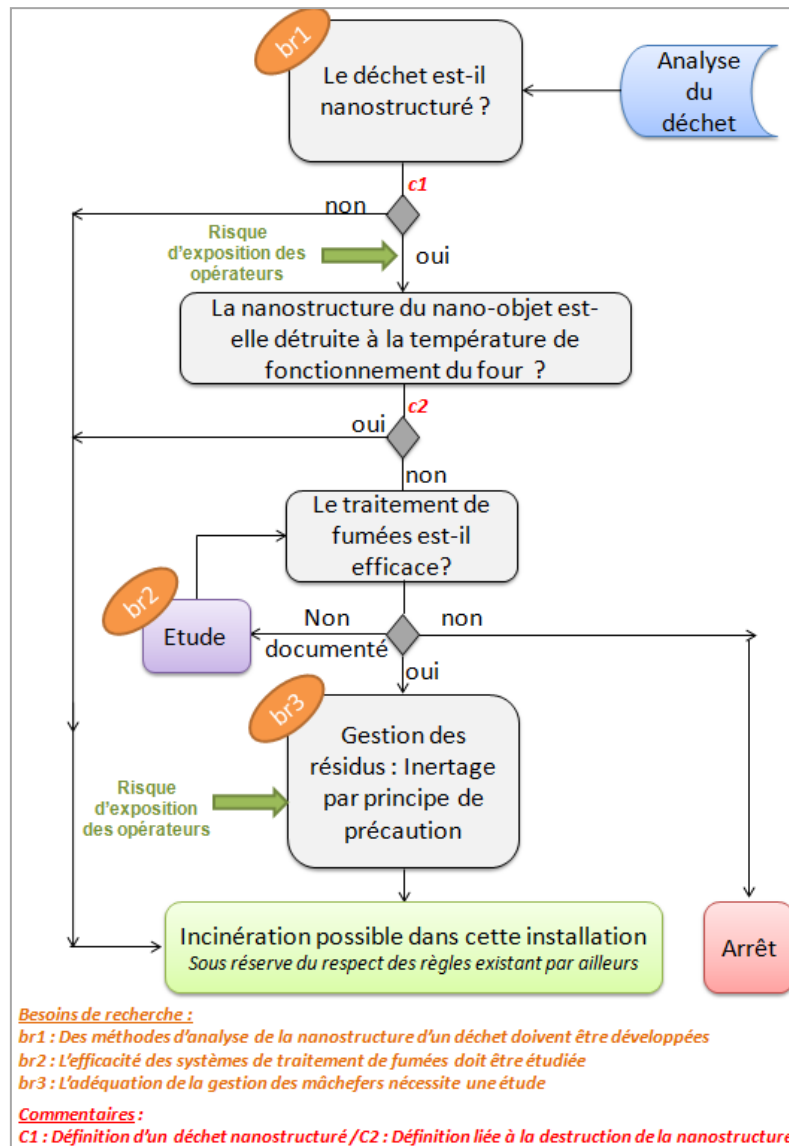 br1
Le déchet est-il
nanostructuré ?
Analyse
du
déchet
c1
non
Risque
d'exposition des
opérateurs
oui
La nanostructure du nano-objet est-
elle détruite à la température de
fonctionnement du four ?
c2
oui
non
Le traitement de
fumées est-il
efficace?
br2
Etude
Non
documenté
non
oui
br3
Gestion des
résidus : Inertage
par principe de
précaution
Risque
d'exposition
des opérateurs
Incinération possible dans cette installation
Sous réserve du respect des règles existant par ailleurs
Arrêt
Besoins de recherche :
br1 : Des méthodes d'analyse de la nanostructure d'un déchet doivent être développées
br2 : L'efficacité des systèmes de traitement de fumées doit être étudiée
br3 : L'adéquation de la gestion des mâchefers nécessite une étude
Commentaires :
C1 : Définition d'un déchet nanostructuré /C2 : Définition liée à la destruction de la nanostructure